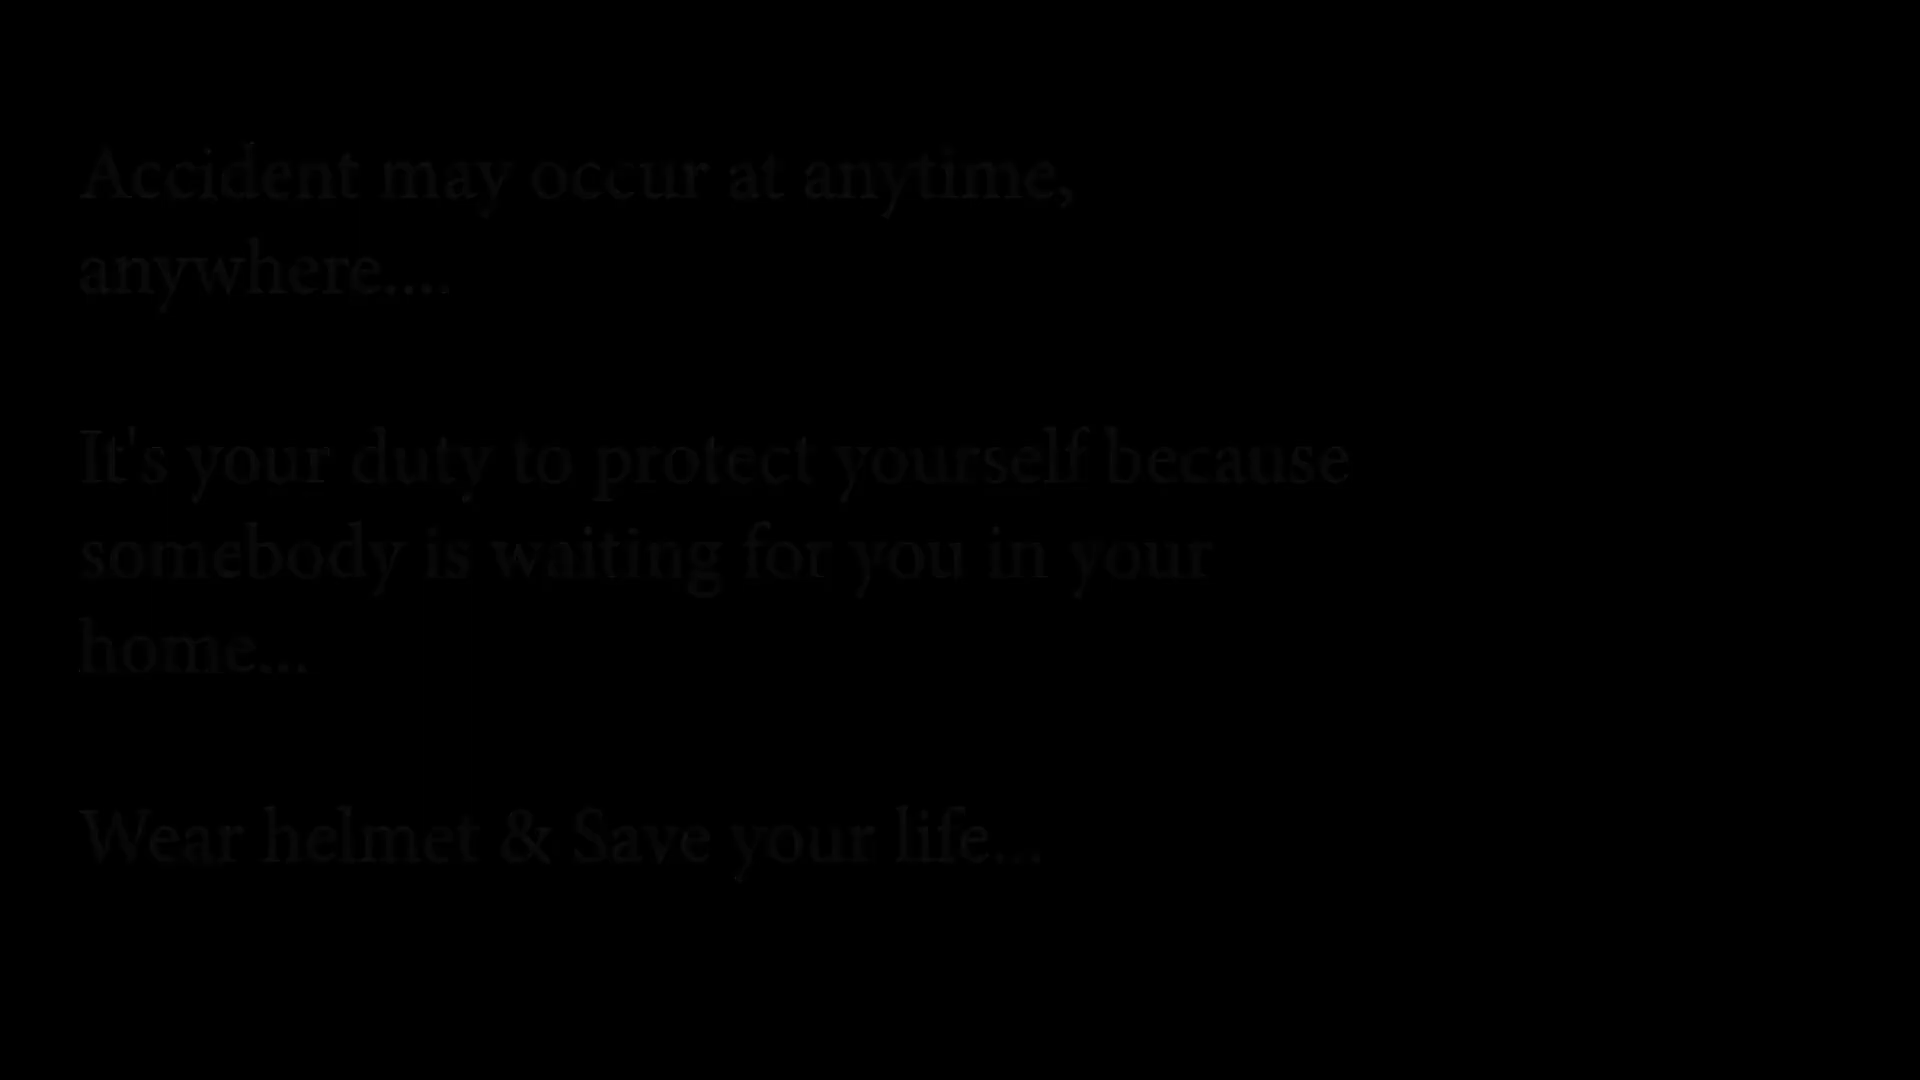 Accident may occur at anytime,
anywhere....
It's your duty to protect yourself because
somebody is waiting for you in your
home...
Wear helmet & Save your life...